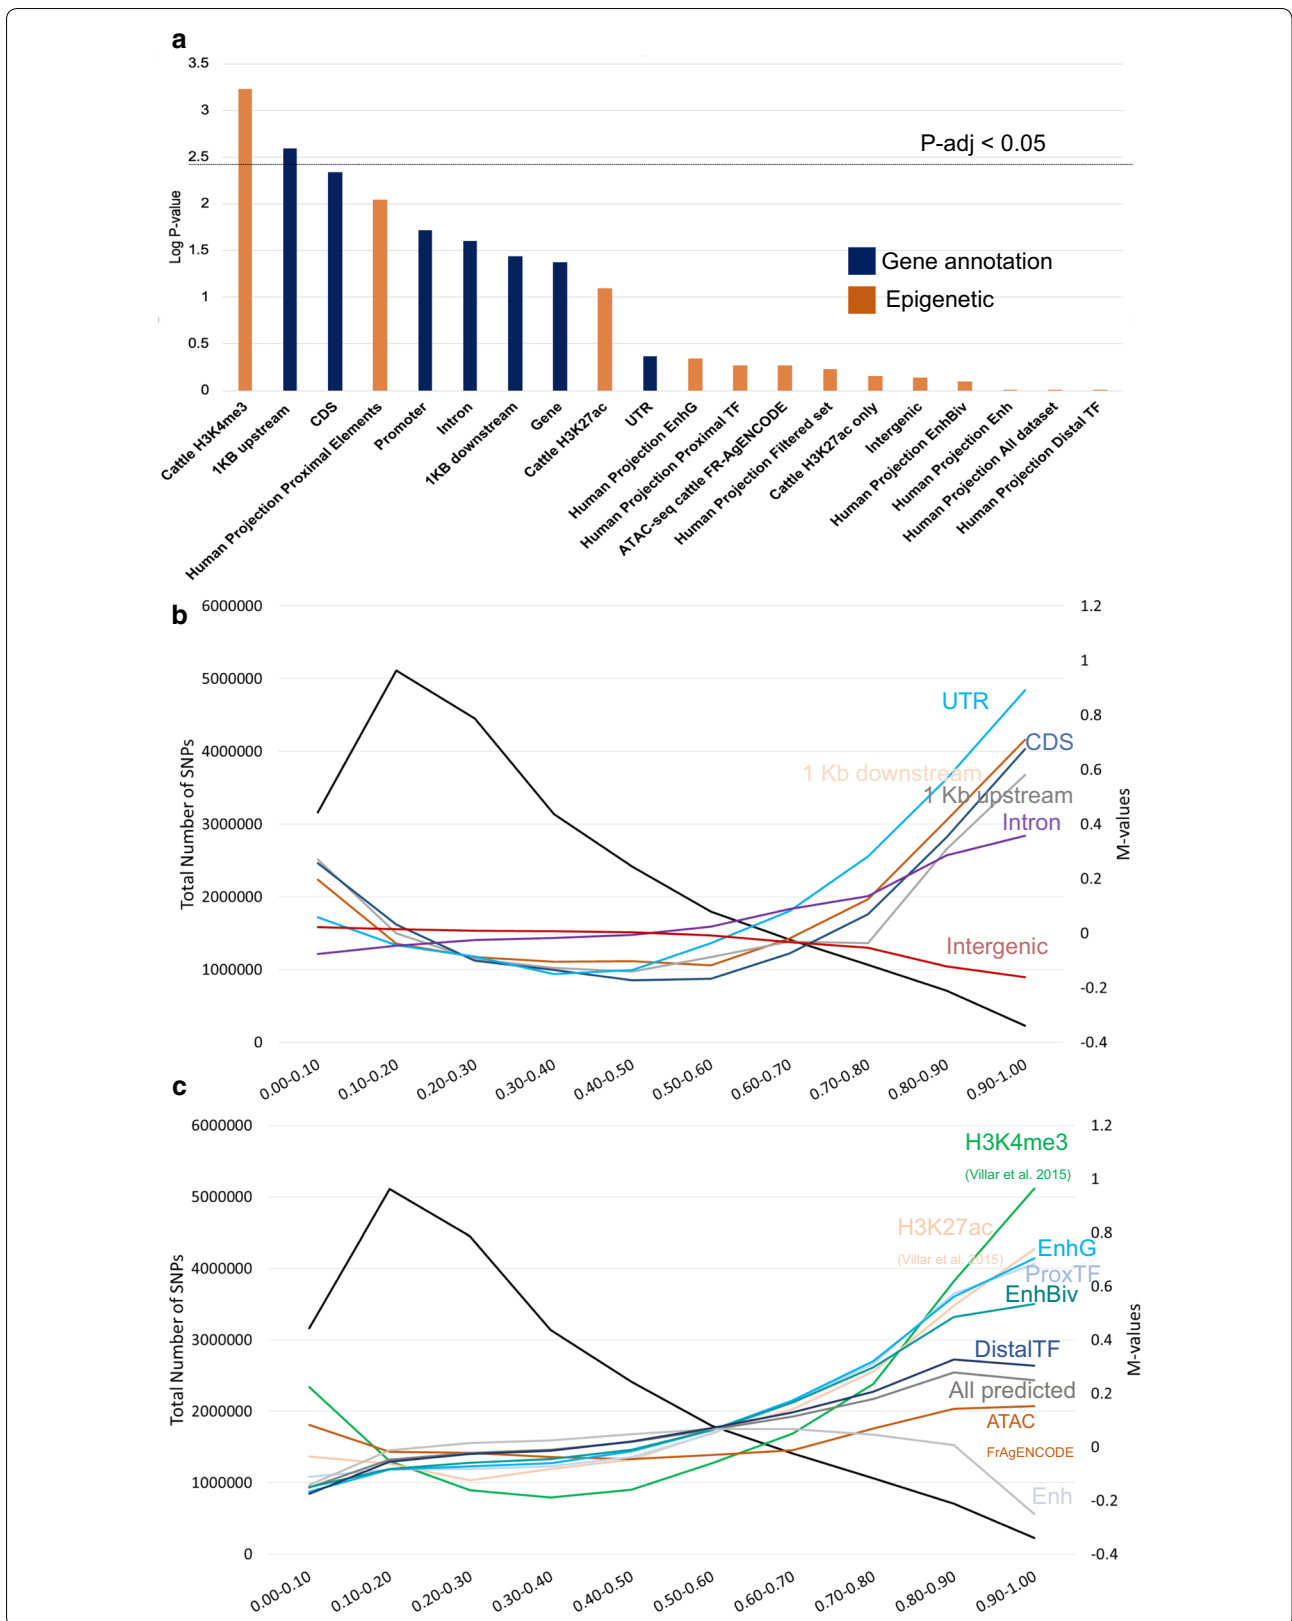 a
3.5
3
2.5
2
1.5
1
0.5
0
Log P-value
P-adj < 0.05
Gene annotation
Epigenetic
Cattle H3K4me3
1KB upstream
CDS
Human Projection Proximal Elements
Promoter
Intron
1KB downstream
Gene
Cattle H3K27ac
UTR
Human Projection EnhG
Human Projection Proximal TF
ATAC-seq cattle FR-AgENCODE
Human Projection Filtered set
Cattle H3K27ac only
Intergenic
Human Projection EnhBiv
Human Projection Enh
Human Projection All dataset
Human Projection Distal TF
b
6000000
5000000
4000000
3000000
2000000
1000000
0
Total Number of SNPs
1.2
1
0.8
0.6
0.4
0.2
0
-0.2
-0.4
M-values
UTR
CDS
1 Kb downstream
1 Kb upstream
Intron
Intergenic
0.00-0.10
0.10-0.20
0.20-0.30
0.30-0.40
0.40-0.50
0.50-0.60
0.60-0.70
0.70-0.80
0.80-0.90
0.90-1.00
c
6000000
5000000
4000000
3000000
2000000
1000000
0
Total Number of SNPs
1.2
1
0.8
0.6
0.4
0.2
0
-0.2
-0.4
M-values
H3K4me3
(Villar et al. 2015)
H3K27ac
(Villar et al. 2015)
EnhG
ProxTF
EnhBiv
DistalTF
All predicted
ATAC
FrAgENCODE
Enh
0.00-0.10
0.10-0.20
0.20-0.30
0.30-0.40
0.40-0.50
0.50-0.60
0.60-0.70
0.70-0.80
0.80-0.90
0.90-1.00